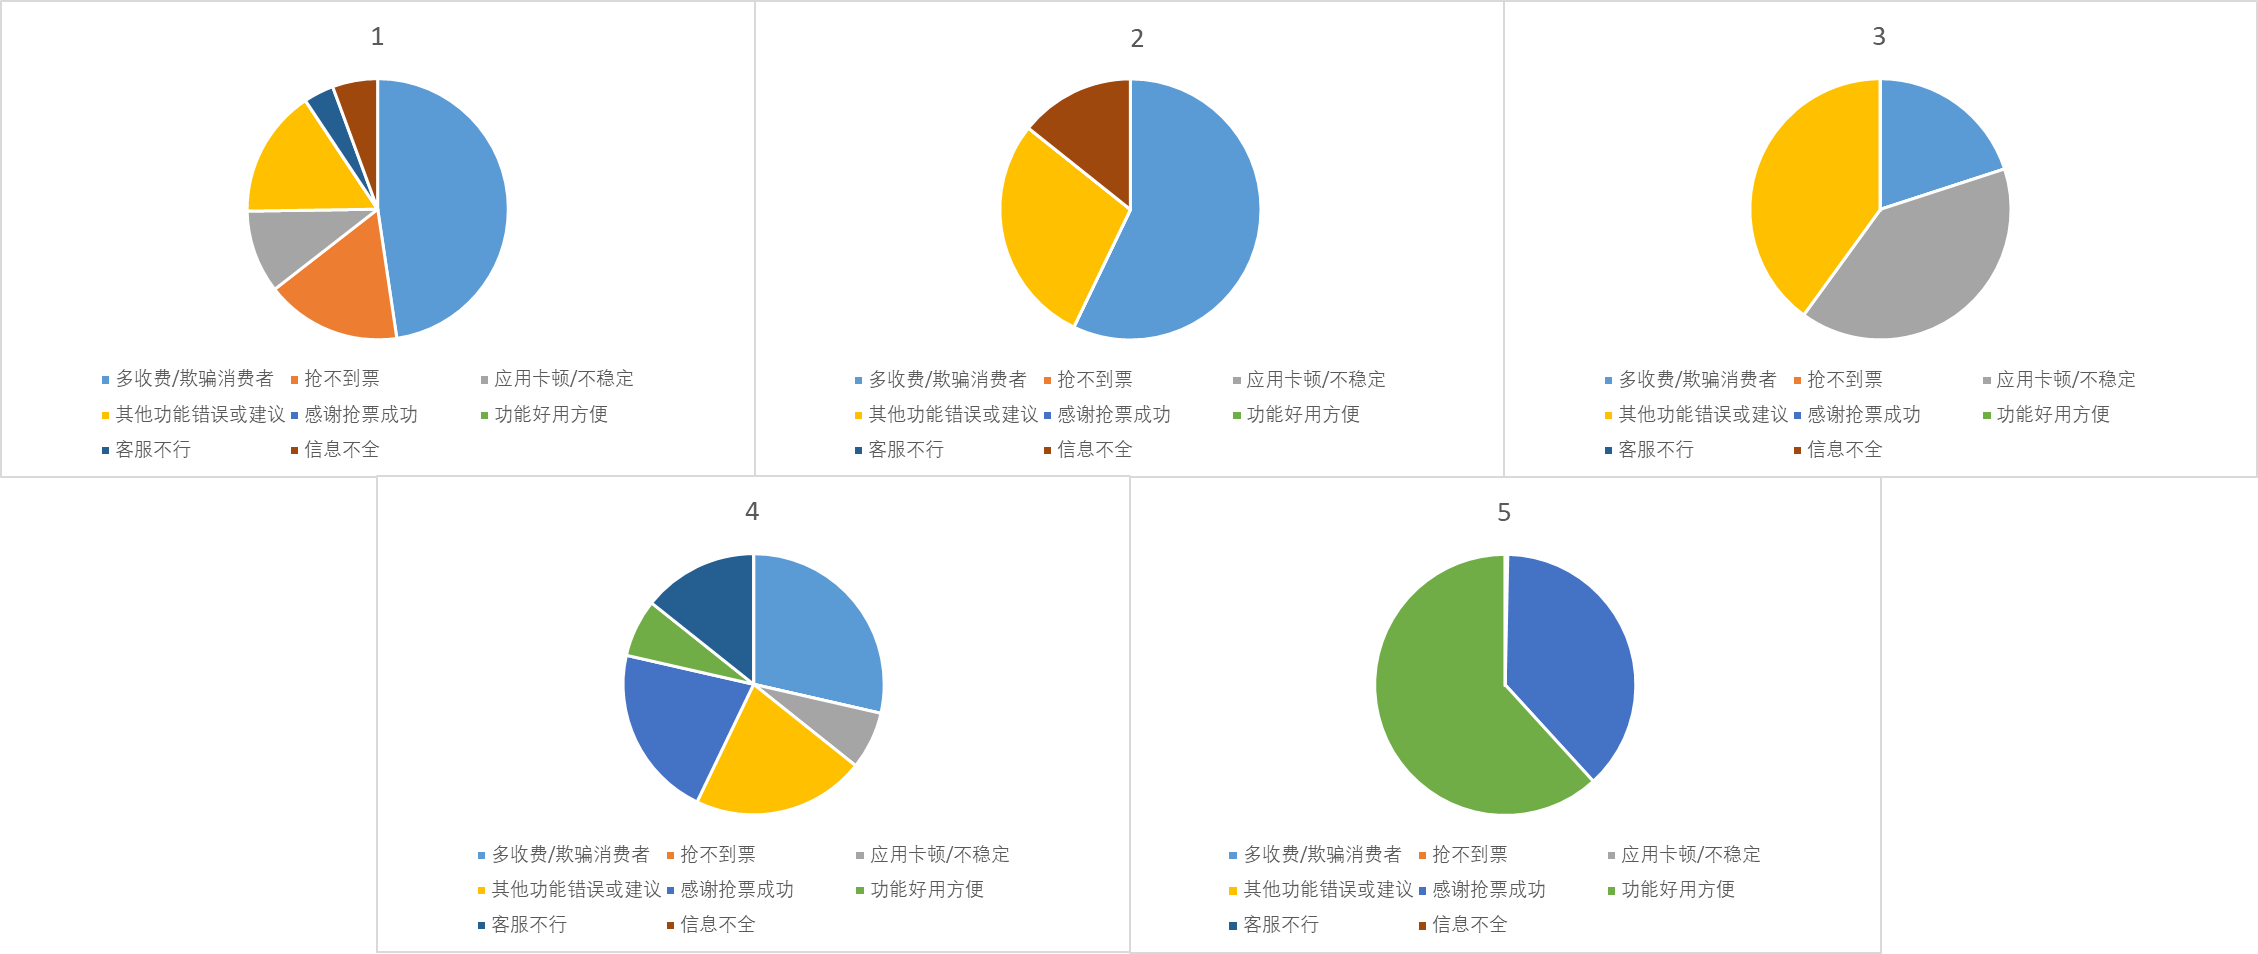 1
多收费/欺骗消费者 抢不到票 应用卡顿/不稳定
其他功能错误或建议 感谢抢票成功 功能好用方便
客服不行 信息不全
2
多收费/欺骗消费者 抢不到票 应用卡顿/不稳定
其他功能错误或建议 感谢抢票成功 功能好用方便
客服不行 信息不全
3
多收费/欺骗消费者 抢不到票 应用卡顿/不稳定
其他功能错误或建议 感谢抢票成功 功能好用方便
客服不行 信息不全
4
多收费/欺骗消费者 抢不到票 应用卡顿/不稳定
其他功能错误或建议 感谢抢票成功 功能好用方便
客服不行 信息不全
5
多收费/欺骗消费者 抢不到票 应用卡顿/不稳定
其他功能错误或建议 感谢抢票成功 功能好用方便
客服不行 信息不全